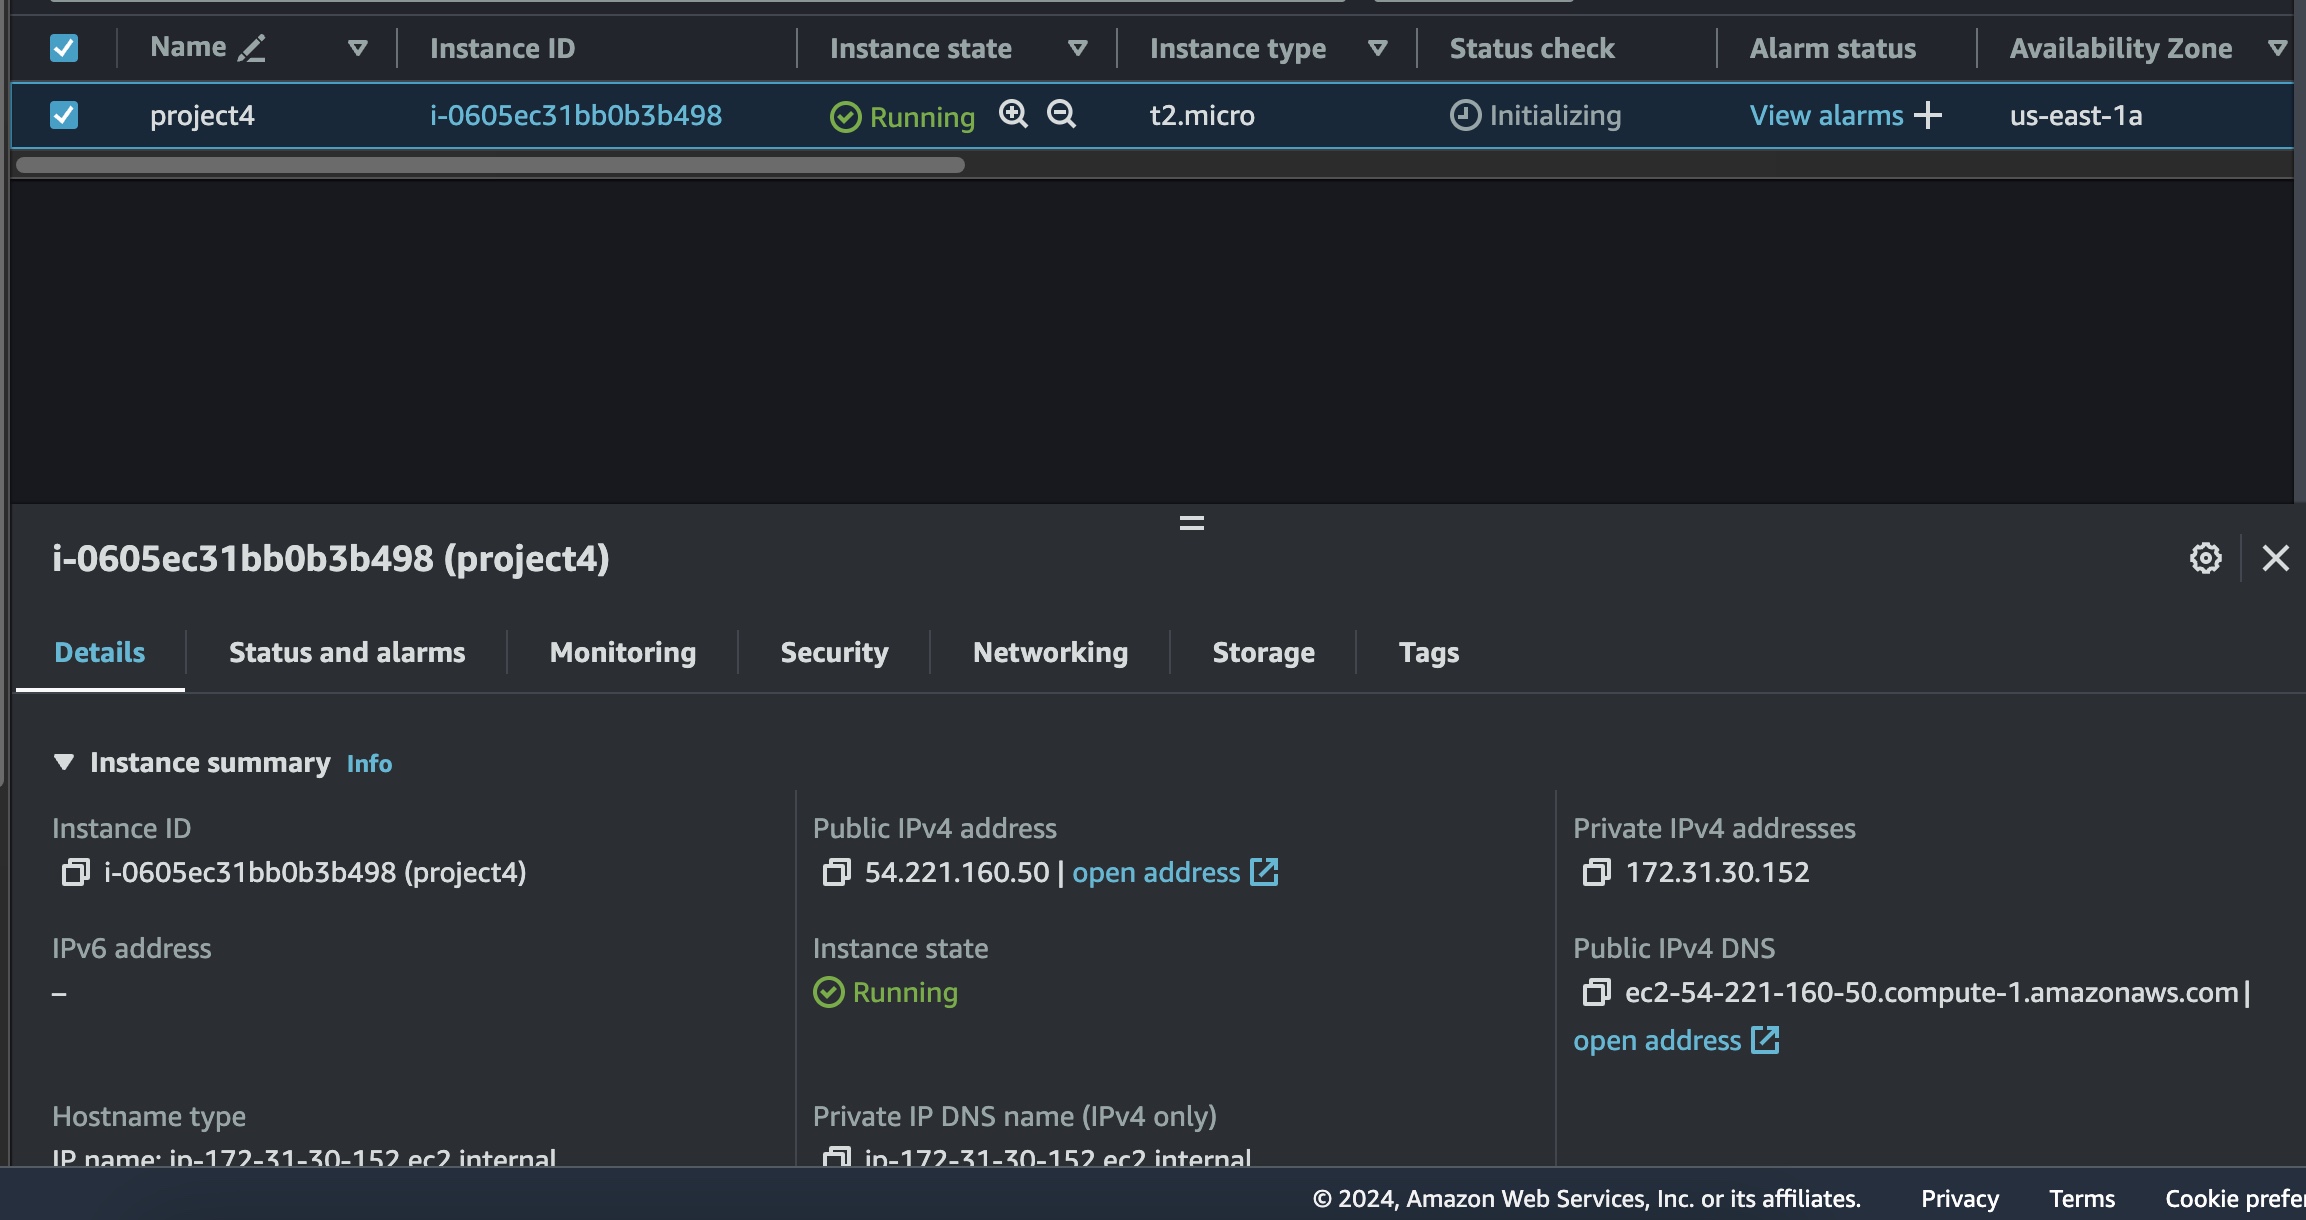 Name Instance ID Instance state Instance type Status check Alarm status Availability Zone
project4 i-0605ec31bb0b3b498 Running t2.micro Initializing View alarms + us-east-1a
i-0605ec31bb0b3b498 (project4)
Details Status and alarms Monitoring Security Networking Storage Tags
Instance summary Info
Instance ID Public IPv4 address Private IPv4 addresses
i-0605ec31bb0b3b498 (project4) 54.221.160.50 | open address 172.31.30.152
IPv6 address Instance state Public IPv4 DNS
– Running ec2-54-221-160-50.compute-1.amazonaws.com |
open address
Hostname type Private IP DNS name (IPv4 only)
IP name: ip-172-31-30-152.ec2.internal ip-172-31-30-152.ec2.internal
© 2024, Amazon Web Services, Inc. or its affiliates. Privacy Terms Cookie prefe